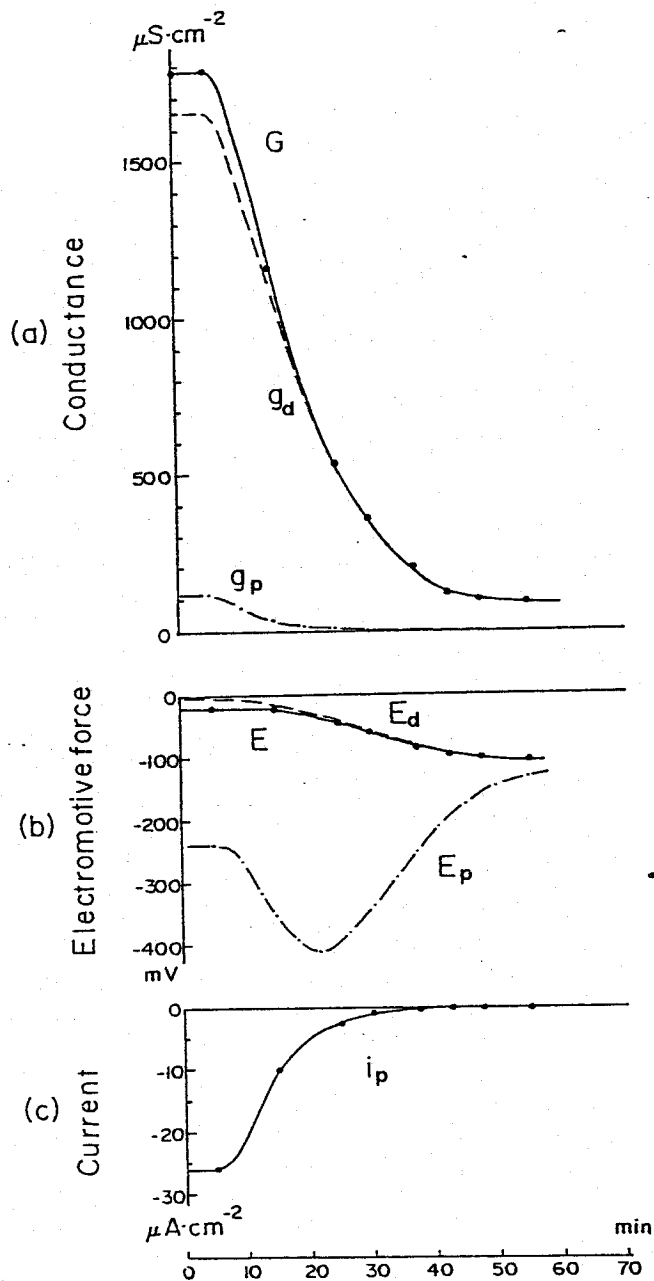 μS·cm⁻²
(a)
Conductance
1500
1000
500
0
G
g_d
g_p
(b)
Electromotive force
0
-100
-200
-300
-400
mV
E
E_d
E_p
(c)
Current
0
-10
-20
-30
i_p
μA·cm⁻²
min
0 10 20 30 40 50 60 70